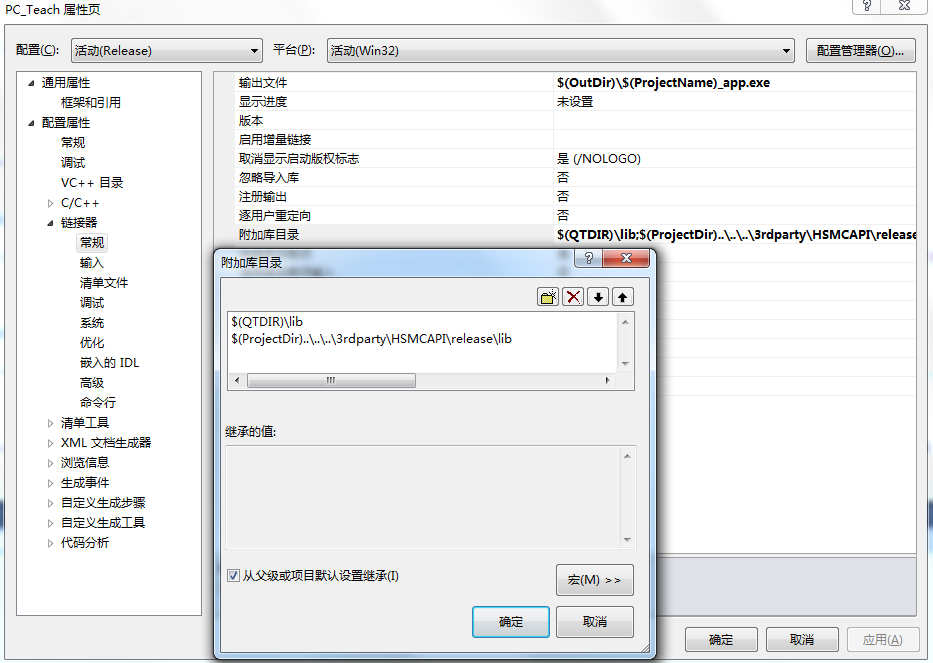 PC_Teach 属性页
配置(C): 活动(Release) 平台(P): 活动(Win32) 配置管理器(O)...
通用属性
框架和引用
配置属性
常规
调试
VC++ 目录
C/C++
链接器
常规
输入
清单文件
调试
系统
优化
嵌入的 IDL
高级
命令行
清单工具
XML 文档生成器
浏览信息
生成事件
自定义生成步骤
自定义生成工具
代码分析
输出文件 $(OutDir)\$(ProjectName)_app.exe
显示进度 未设置
版本
启用增量链接
取消显示启动版权标志 是 (/NOLOGO)
忽略导入库 否
注册输出 否
逐用户重定向 否
附加库目录 $(QTDIR)\lib;$(ProjectDir)..\..\..\3rdparty\HSMCAPI\release
附加库目录
$(QTDIR)\lib
$(ProjectDir)..\..\..\3rdparty\HSMCAPI\release\lib
继承的值:
从父级或项目默认设置继承(I)
宏(M) >>
确定 取消
确定 取消 应用(A)